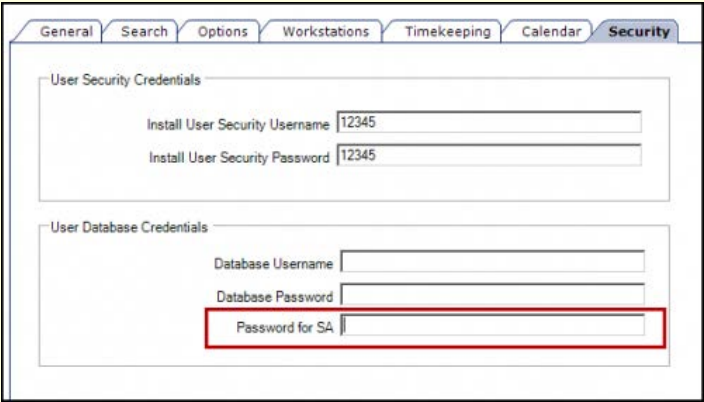 General Search Options Workstations Timekeeping Calendar Security
User Security Credentials
Install User Security Username 12345
Install User Security Password 12345
User Database Credentials
Database Username
Database Password
Password for SA